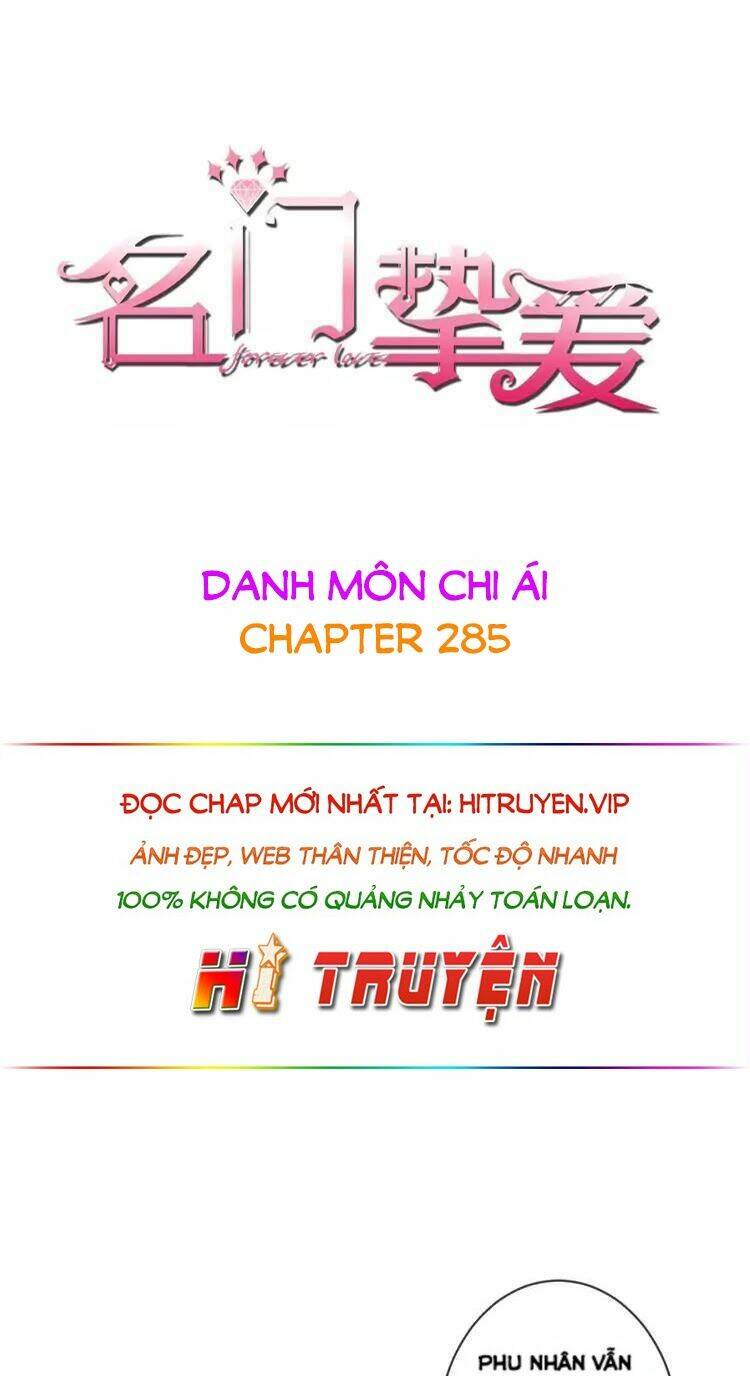 名门挚爱
forever love
DANH MÔN CHI ÁI
CHAPTER 285
ĐỌC CHAP MỚI NHẤT TẠI: HITRUYEN.VIP
ẢNH ĐẸP, WEB THÂN THIỆN, TỐC ĐỘ NHANH
100% KHÔNG CÓ QUẢNG NHẢY TOÁN LOẠN.
HI TRUYỆN
PHU NHÂN VẪN